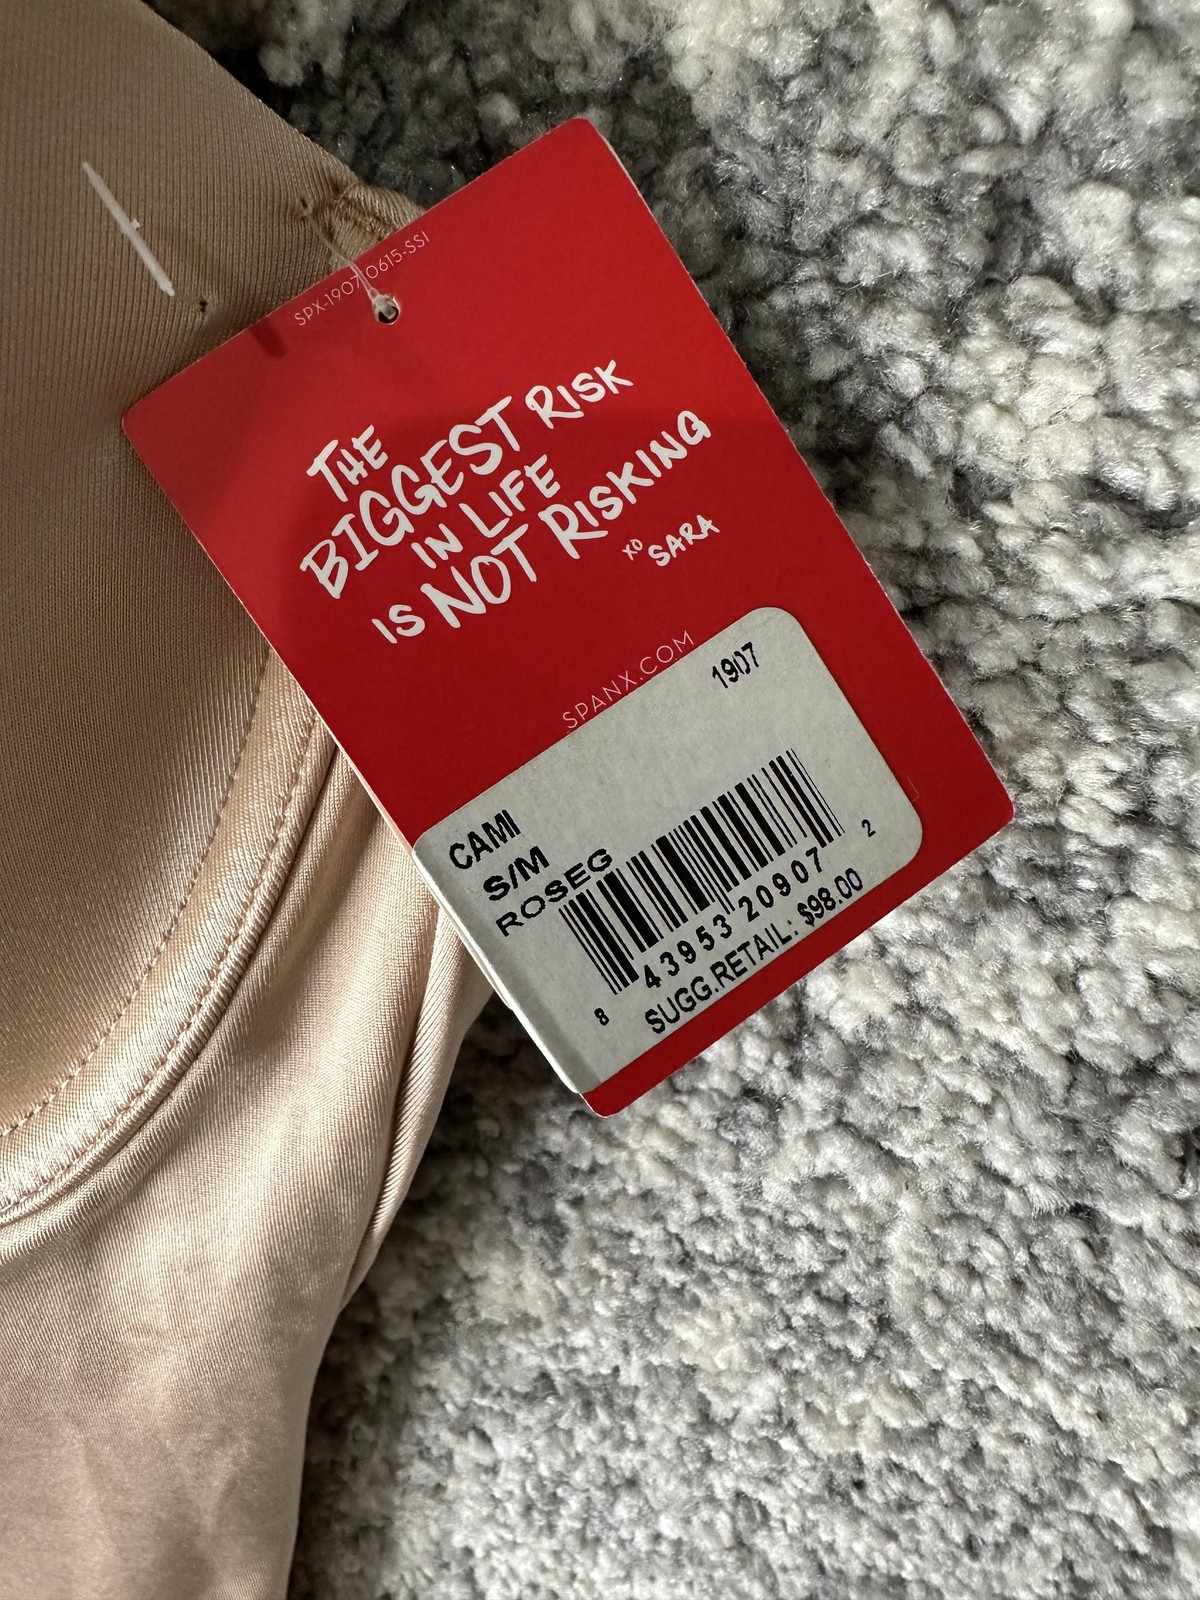 SPX-1907 0615-SS1
THE
BIGGEST RISK
IN LIFE
IS NOT RISKING
XO SARA
SPANX.COM
1907
CAMI
S/M
ROSEG
8 43953 20907 2
SUGG.RETAIL: $98.00